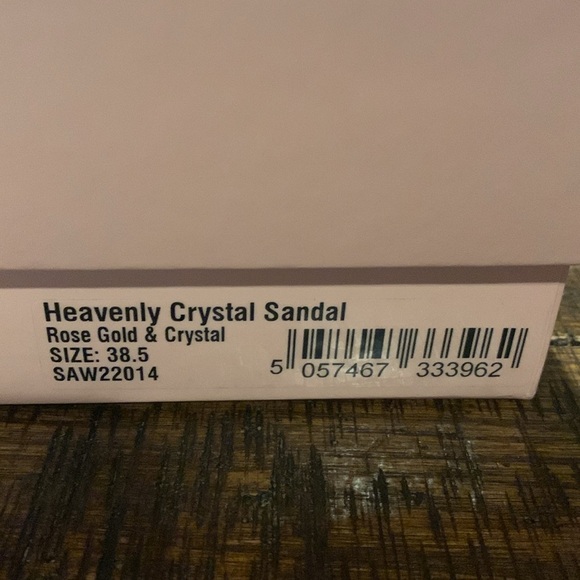 Heavenly Crystal Sandal
Rose Gold & Crystal
SIZE: 38.5
SAW22014
5 057467 333962